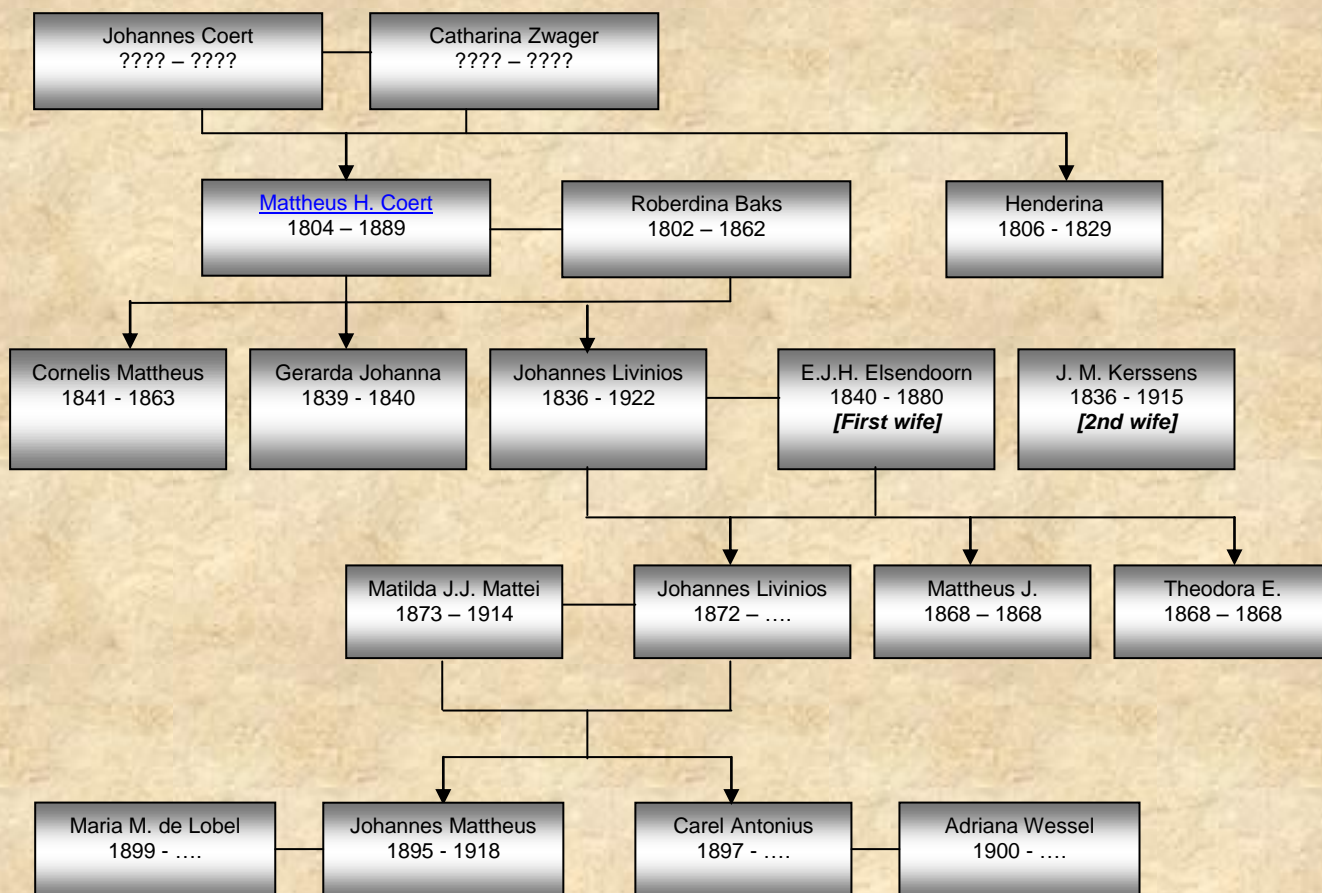 Johannes Coert
???? – ????
Catharina Zwager
???? – ????
Mattheus H. Coert
1804 – 1889
Roberdina Baks
1802 – 1862
Henderina
1806 - 1829
Cornelis Mattheus
1841 - 1863
Gerarda Johanna
1839 - 1840
Johannes Livinios
1836 - 1922
E.J.H. Elsendoorn
1840 - 1880
[First wife]
J. M. Kerssens
1836 - 1915
[2nd wife]
Matilda J.J. Mattei
1873 – 1914
Johannes Livinios
1872 – ....
Mattheus J.
1868 – 1868
Theodora E.
1868 – 1868
Maria M. de Lobel
1899 - ....
Johannes Mattheus
1895 - 1918
Carel Antonius
1897 - ....
Adriana Wessel
1900 - ....